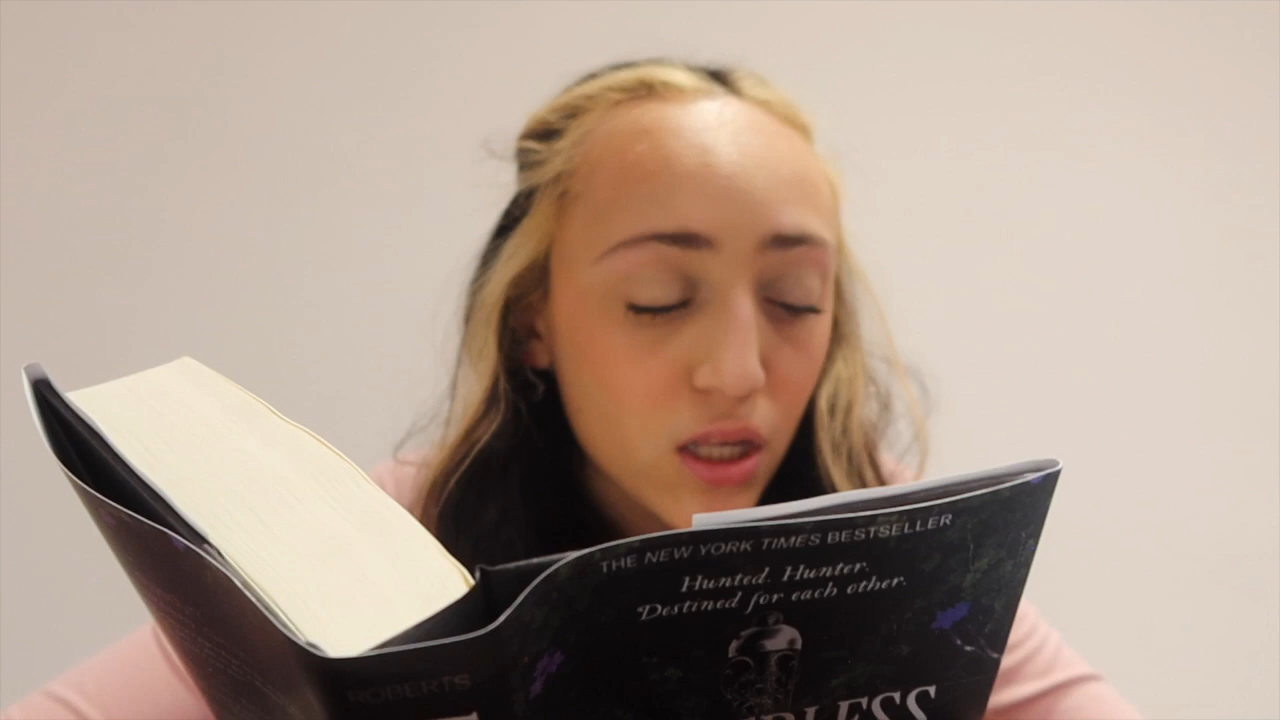 THE NEW YORK TIMES BESTSELLER
Hunted. Hunter.
Destined for each other.
ROBERTS